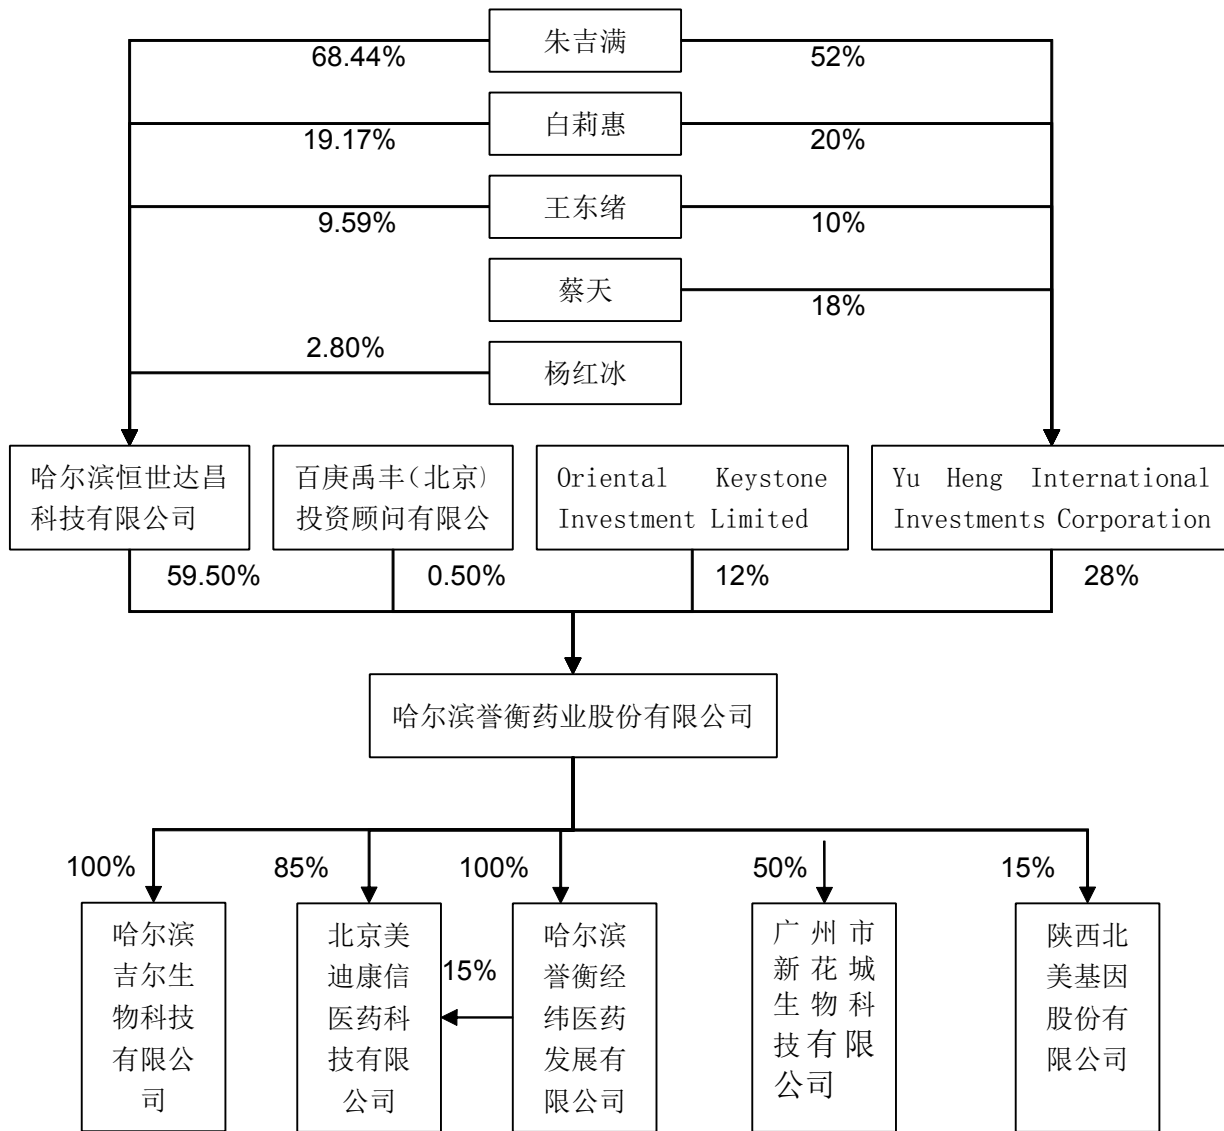 朱吉满
68.44%
52%
白莉惠
19.17%
20%
王东绪
9.59%
10%
蔡天
18%
2.80%
杨红冰
哈尔滨恒世达昌
科技有限公司
百庚禹丰(北京)
投资顾问有限公
Oriental Keystone
Investment Limited
Yu Heng International
Investments Corporation
59.50%
0.50%
12%
28%
哈尔滨誉衡药业股份有限公司
100%
85%
100%
50%
15%
哈尔滨
吉尔生
物科技
有限公
司
北京美
迪康信
医药科
技有限
公司
15%
哈尔滨
誉衡经
纬医药
发展有
限公司
广州市
新花城
生物科
技有限
公司
陕西北
美基因
股份有
限公司